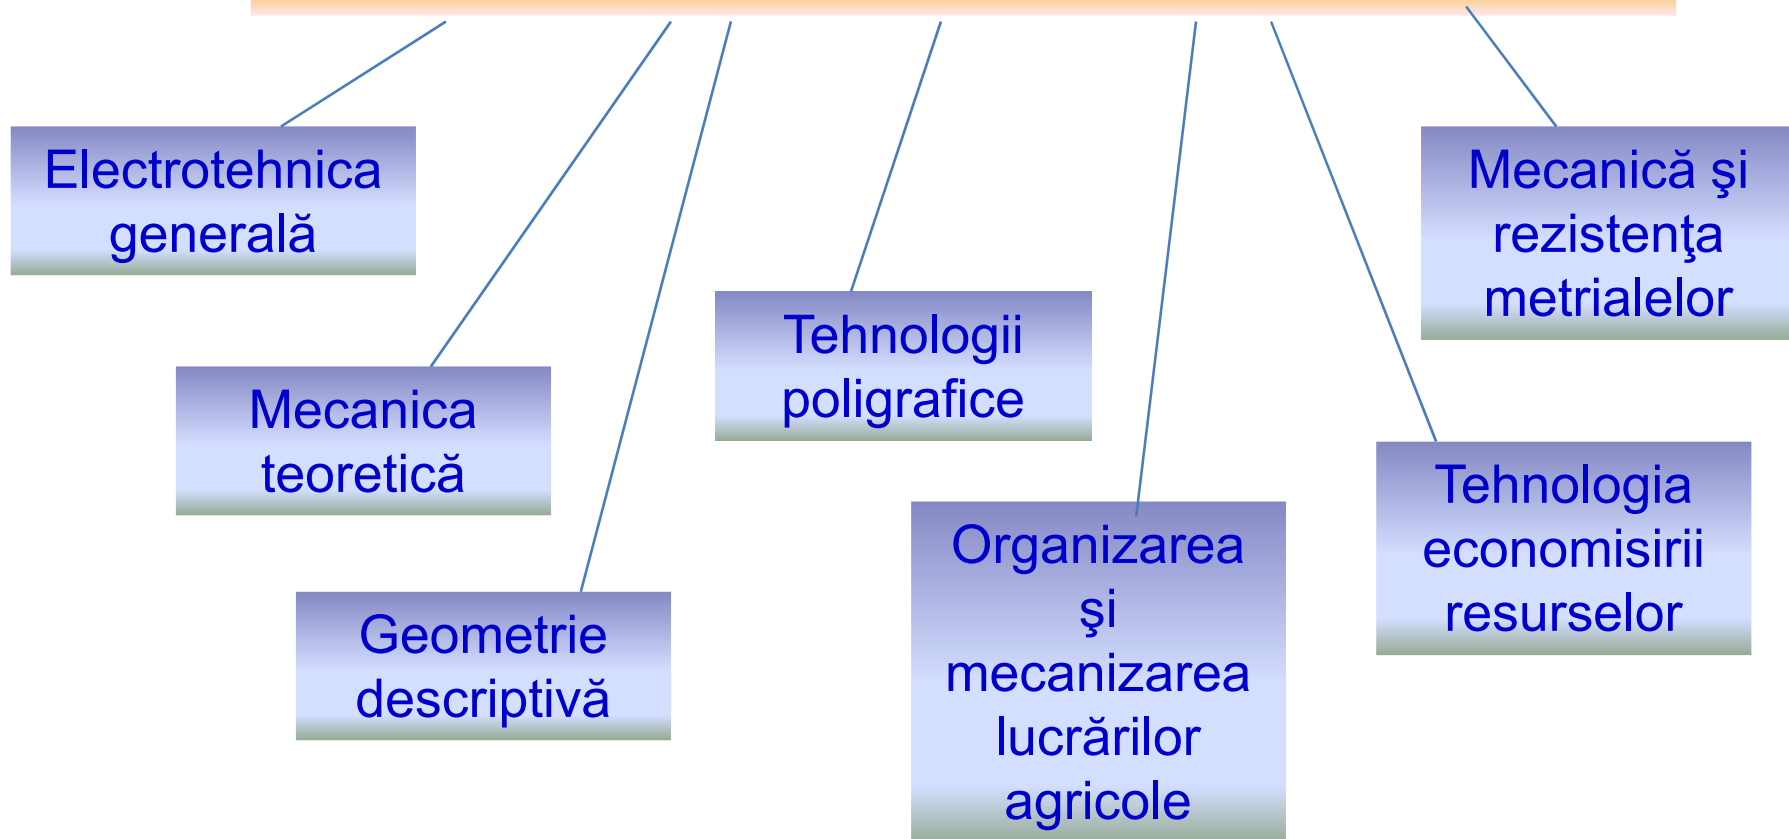 Electrotehnica
generală
Mecanică şi
rezistenţa
metrialelor
Tehnologii
poligrafice
Mecanica
teoretică
Tehnologia
economisirii
resurselor
Organizarea
şi
mecanizarea
lucrărilor
agricole
Geometrie
descriptivă